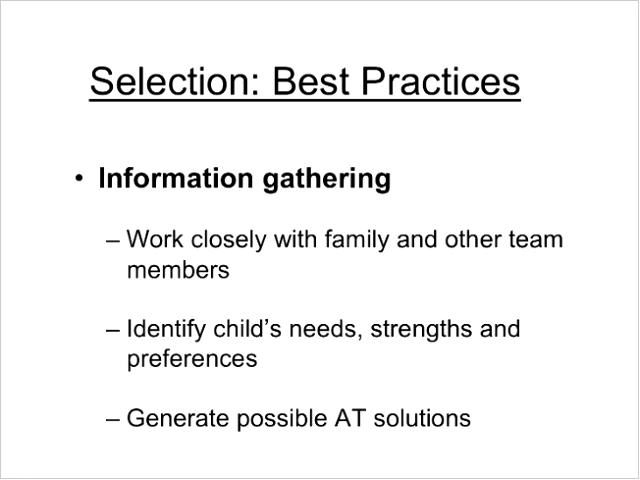 Selection: Best Practices
• Information gathering
– Work closely with family and other team
members
– Identify child’s needs, strengths and
preferences
– Generate possible AT solutions